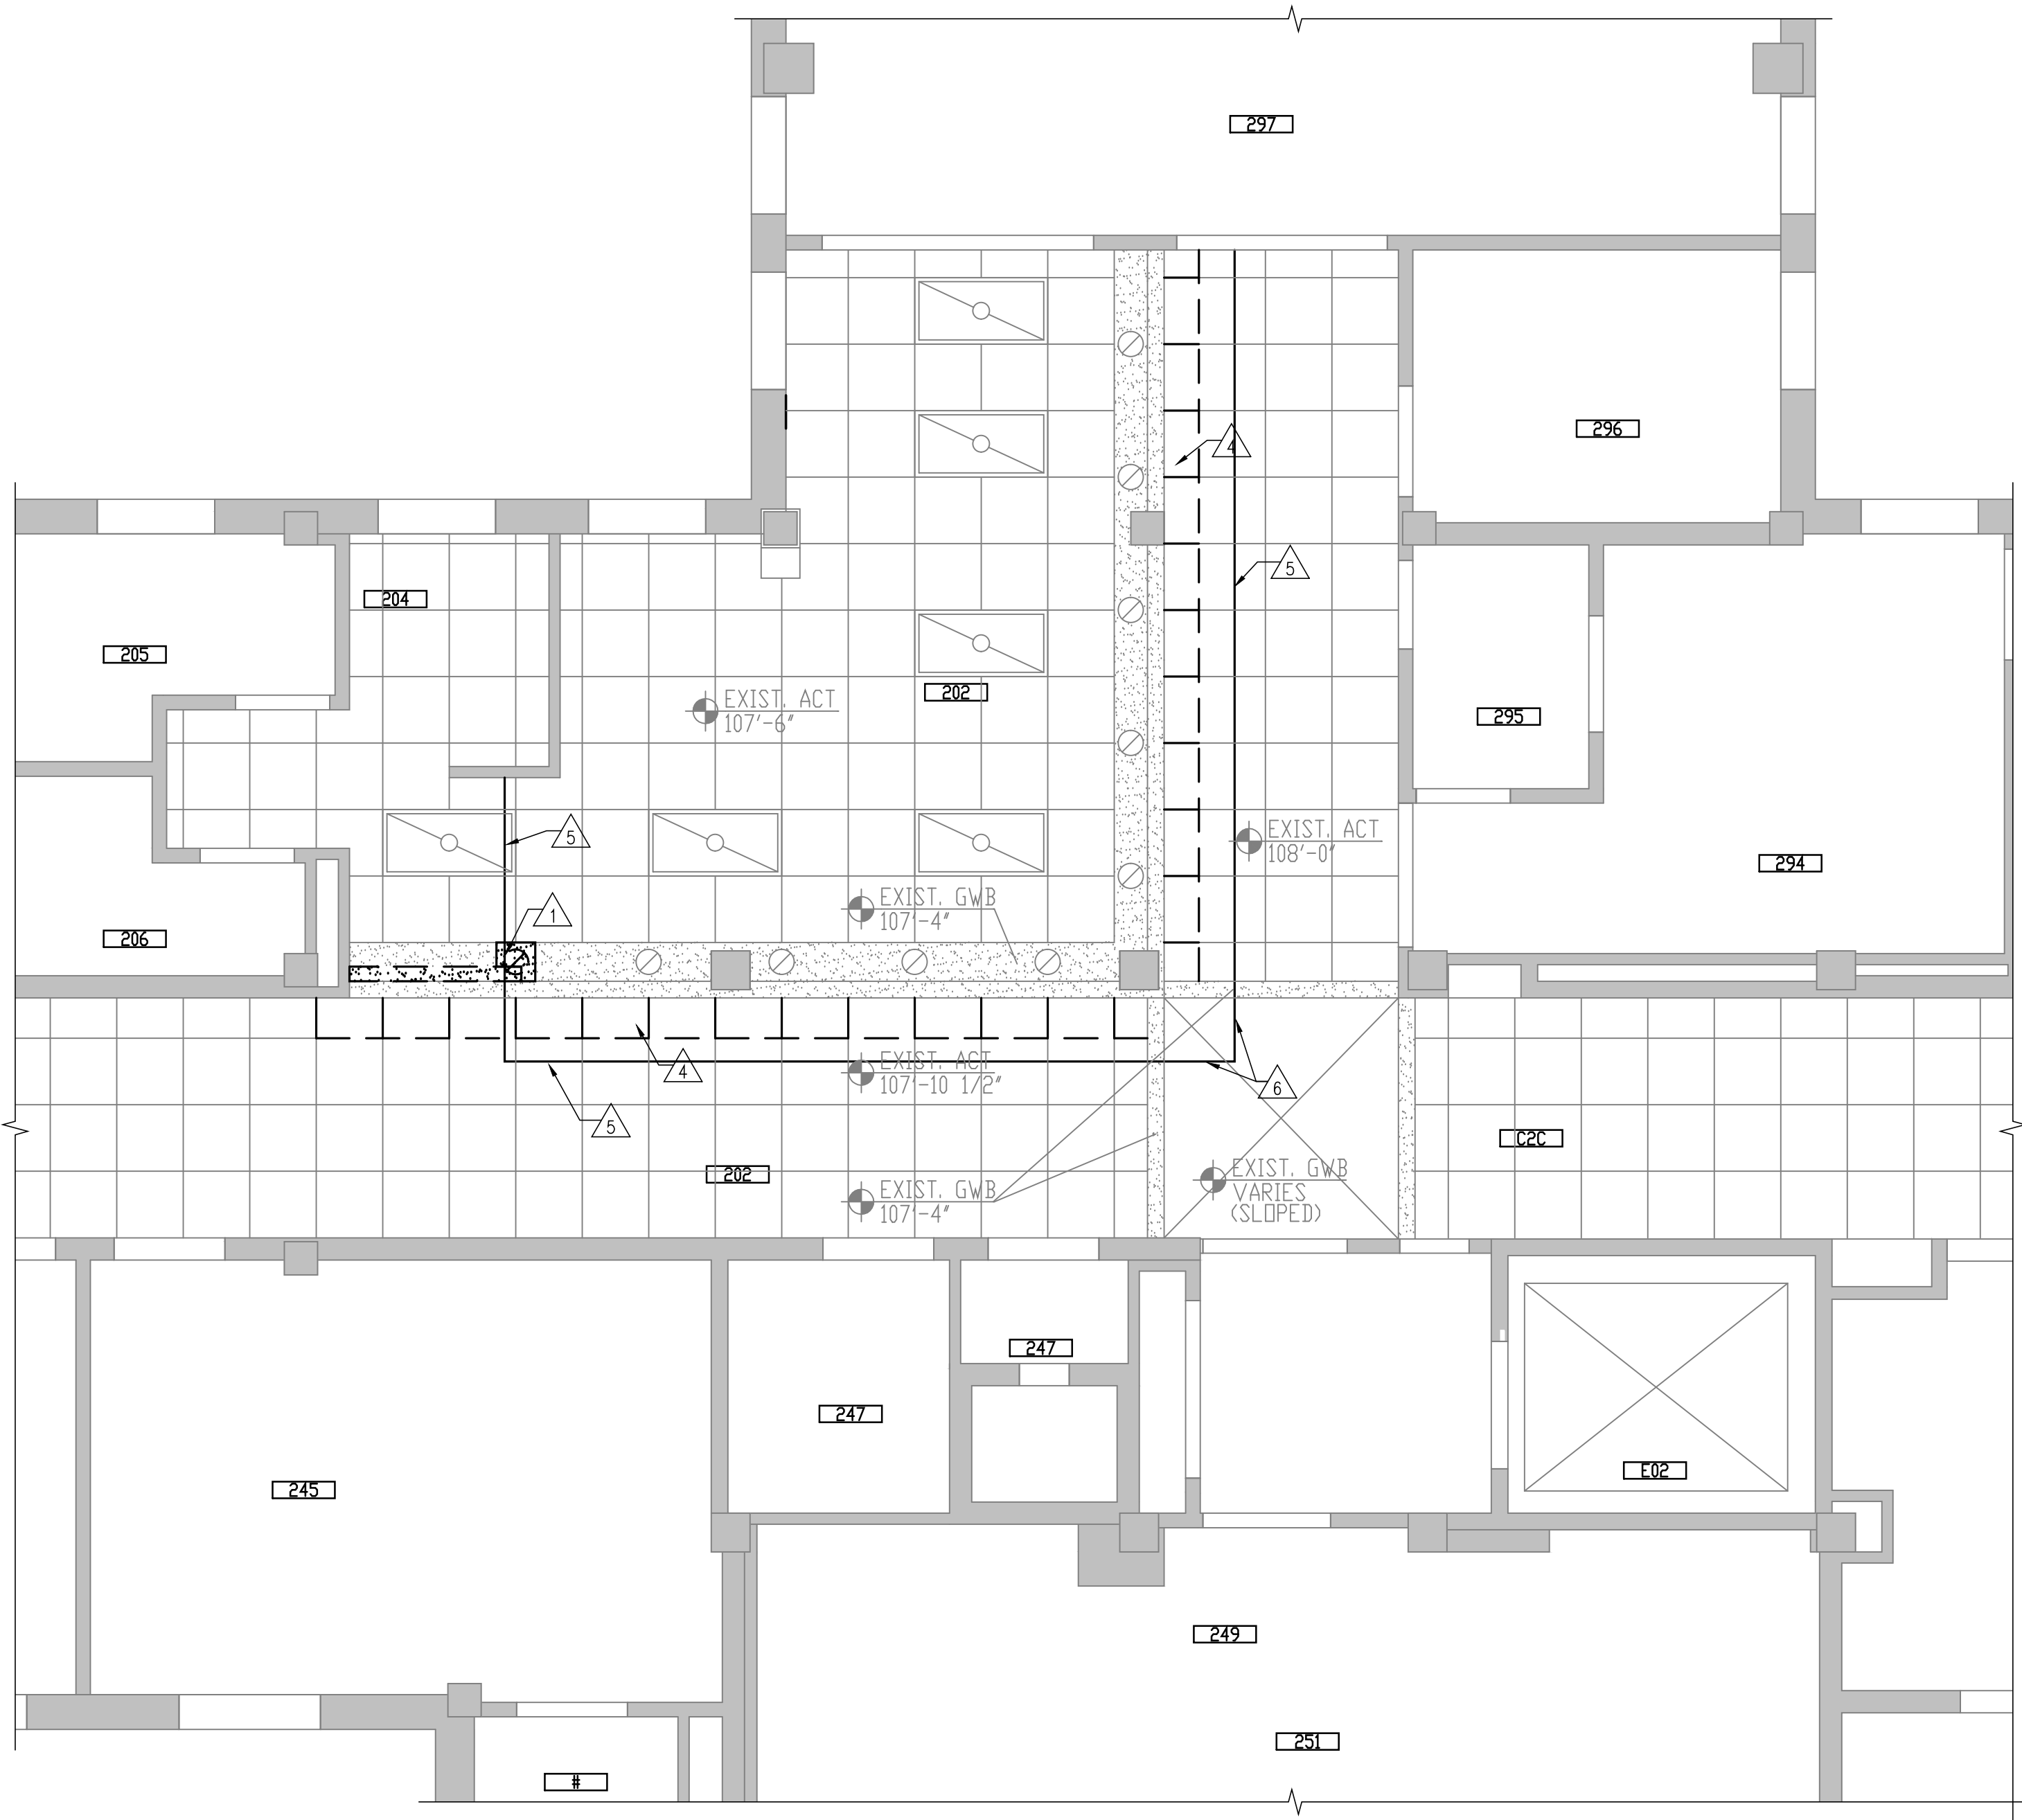 297
296
4
5
204
205
202
EXIST. ACT
107'-6"
295
5
EXIST. ACT
108'-0"
294
1
EXIST. GWB
107'-4"
206
4
EXIST. ACT
107'-10 1/2"
6
5
C2C
202
EXIST. GWB
107'-4"
EXIST. GWB
VARIES
(SLOPED)
247
247
E02
245
249
251
#